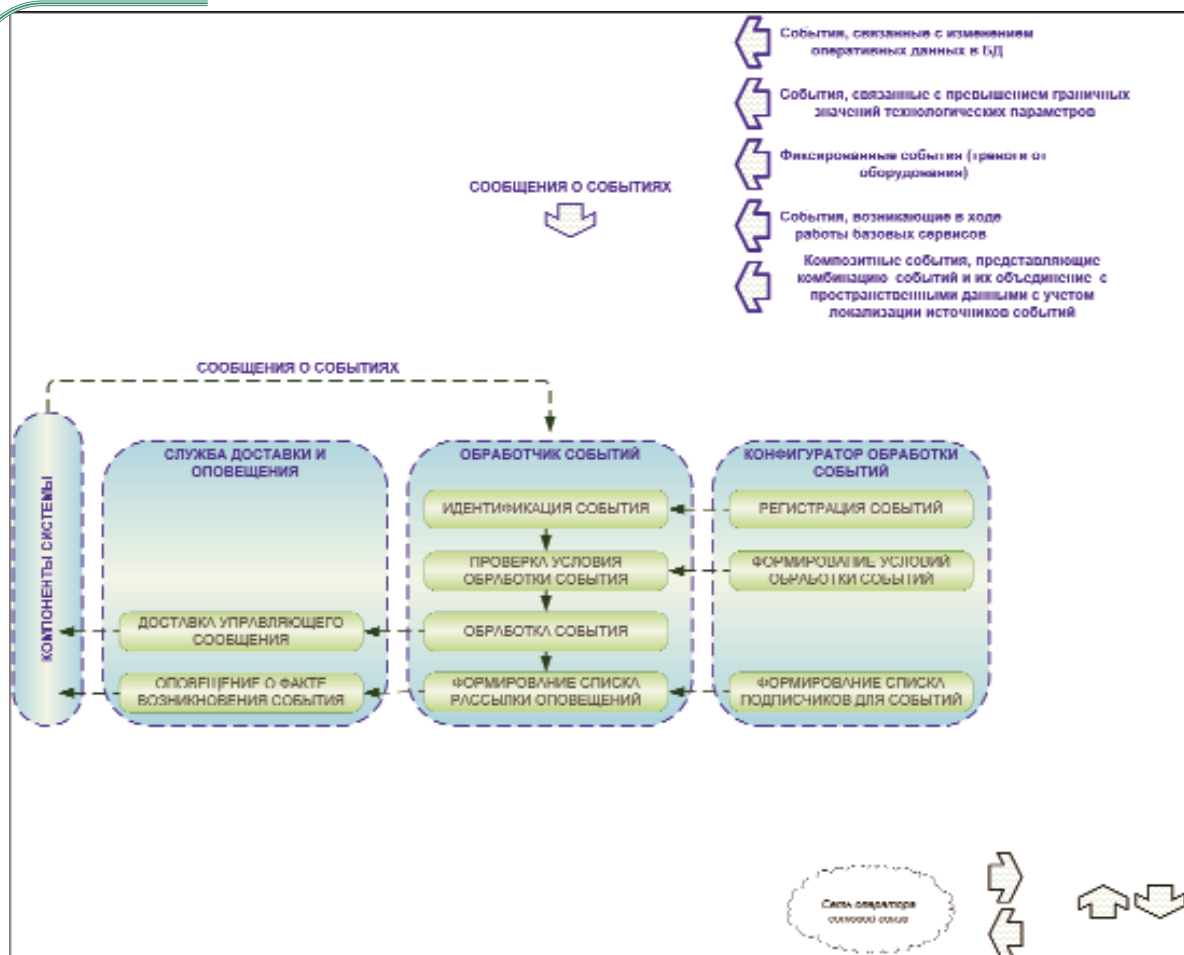 События, связанные с изменением
оперативных данных в БД
События, связанные с превышением граничных
значений технологических параметров
Фиксированные события (тревоги от
оборудования)
СООБЩЕНИЯ О СОБЫТИЯХ
События, возникающие в ходе
работы базовых сервисов
Композитные события, представляющие
комбинацию событий и их объединение с
пространственными данными с учетом
локализации источников событий
СООБЩЕНИЯ О СОБЫТИЯХ
КОМПОНЕНТЫ СИСТЕМЫ
СЛУЖБА ДОСТАВКИ И
ОПОВЕЩЕНИЯ
ДОСТАВКА УПРАВЛЯЮЩЕГО
СООБЩЕНИЯ
ОПОВЕЩЕНИЕ О ФАКТЕ
ВОЗНИКНОВЕНИЯ СОБЫТИЯ
ОБРАБОТЧИК СОБЫТИЙ
ИДЕНТИФИКАЦИЯ СОБЫТИЯ
ПРОВЕРКА УСЛОВИЯ
ОБРАБОТКИ СОБЫТИЯ
ОБРАБОТКА СОБЫТИЯ
ФОРМИРОВАНИЕ СПИСКА
РАССЫЛКИ ОПОВЕЩЕНИЙ
КОНФИГУРАТОР ОБРАБОТКИ
СОБЫТИЙ
РЕГИСТРАЦИЯ СОБЫТИЙ
ФОРМИРОВАНИЕ УСЛОВИЙ
ОБРАБОТКИ СОБЫТИЙ
ФОРМИРОВАНИЕ СПИСКА
ПОДПИСЧИКОВ ДЛЯ СОБЫТИЙ
Сеть оператора
сотовой связи